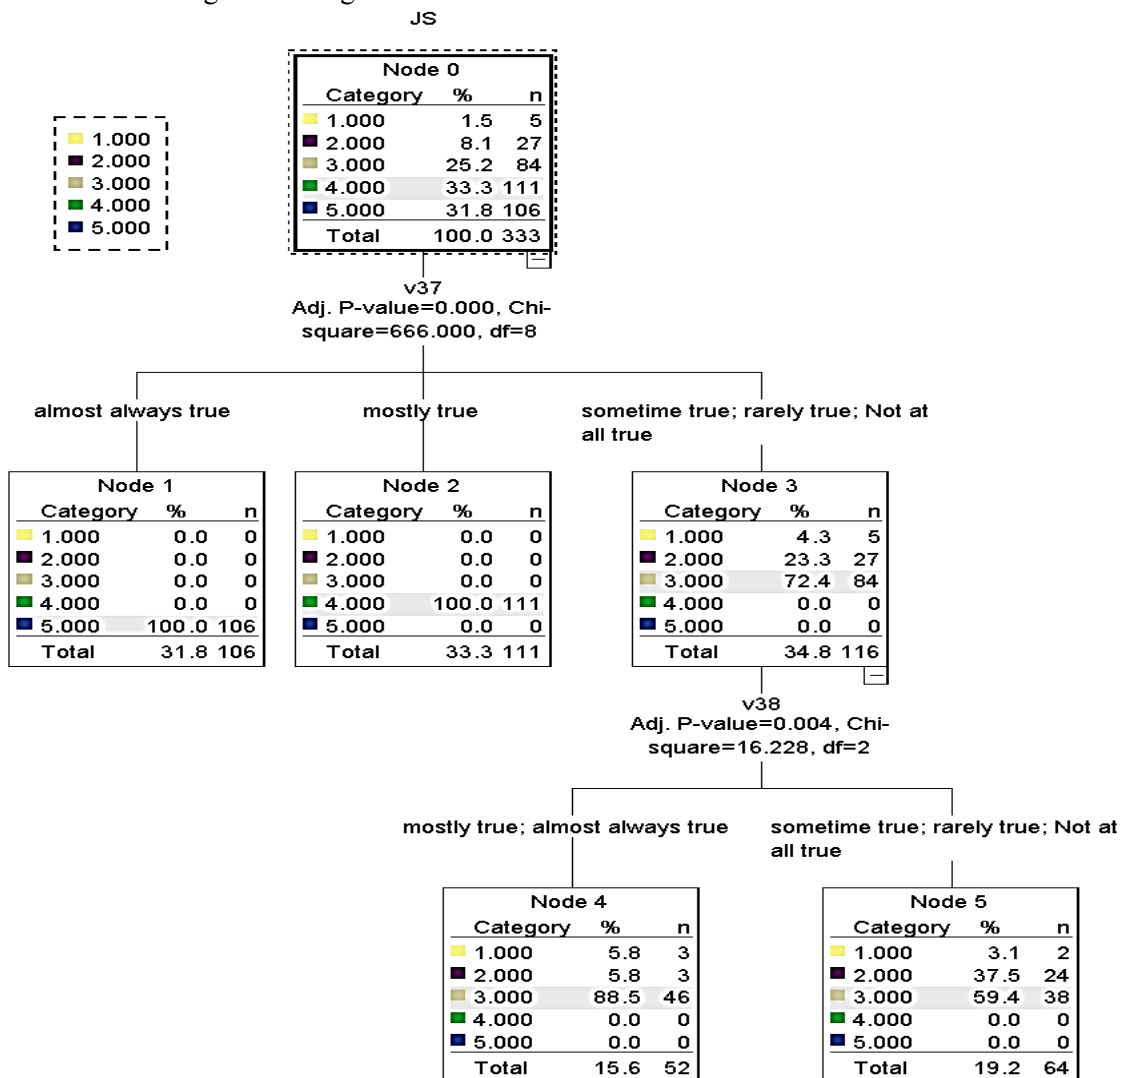 JS
Node 0
Category % n
1.000 1.5 5
2.000 8.1 27
3.000 25.2 84
4.000 33.3 111
5.000 31.8 106
Total 100.0 333
1.000
2.000
3.000
4.000
5.000
v37
Adj. P-value=0.000, Chi-
square=666.000, df=8
almost always true
mostly true
sometime true; rarely true; Not at
all true
Node 1
Category % n
1.000 0.0 0
2.000 0.0 0
3.000 0.0 0
4.000 0.0 0
5.000 100.0 106
Total 31.8 106
Node 2
Category % n
1.000 0.0 0
2.000 0.0 0
3.000 0.0 0
4.000 100.0 111
5.000 0.0 0
Total 33.3 111
Node 3
Category % n
1.000 4.3 5
2.000 23.3 27
3.000 72.4 84
4.000 0.0 0
5.000 0.0 0
Total 34.8 116
v38
Adj. P-value=0.004, Chi-
square=16.228, df=2
mostly true; almost always true
sometime true; rarely true; Not at
all true
Node 4
Category % n
1.000 5.8 3
2.000 5.8 3
3.000 88.5 46
4.000 0.0 0
5.000 0.0 0
Total 15.6 52
Node 5
Category % n
1.000 3.1 2
2.000 37.5 24
3.000 59.4 38
4.000 0.0 0
5.000 0.0 0
Total 19.2 64